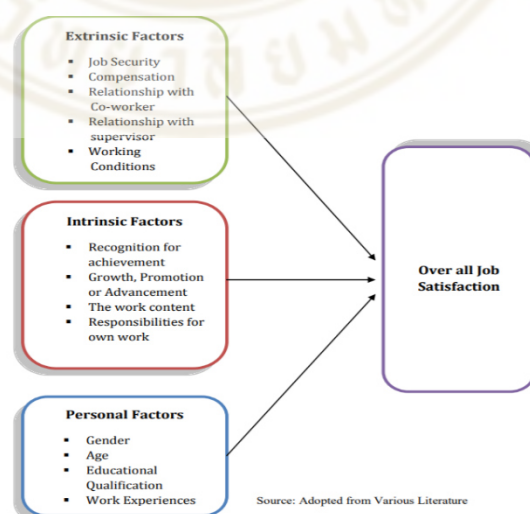 Extrinsic Factors
▪ Job Security
▪ Compensation
▪ Relationship with
Co-worker
▪ Relationship with
supervisor
▪ Working
Conditions
Intrinsic Factors
▪ Recognition for
achievement
▪ Growth, Promotion
or Advancement
▪ The work content
▪ Responsibilities for
own work
Over all Job
Satisfaction
Personal Factors
▪ Gender
▪ Age
▪ Educational
Qualification
▪ Work Experiences
Source: Adopted from Various Literature